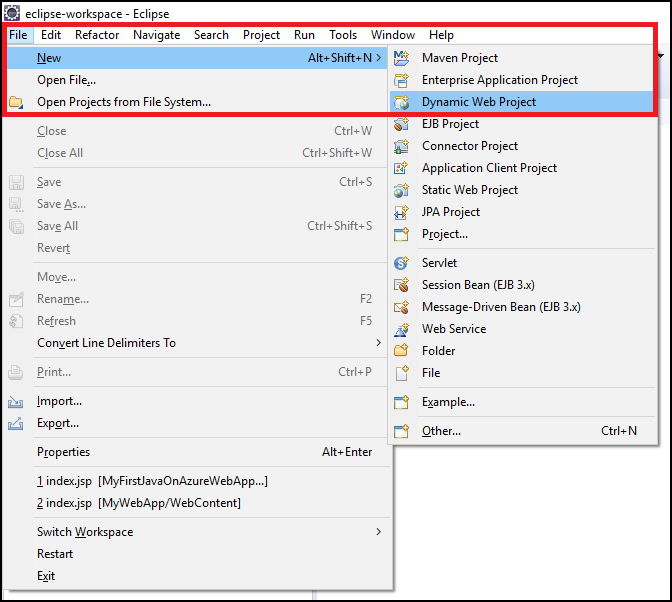 eclipse-workspace - Eclipse
File Edit Refactor Navigate Search Project Run Tools Window Help
New Alt+Shift+N
Open File...
Open Projects from File System...
Close Ctrl+W
Close All Ctrl+Shift+W
Save Ctrl+S
Save As...
Save All Ctrl+Shift+S
Revert
Move...
Rename... F2
Refresh F5
Convert Line Delimiters To
Print... Ctrl+P
Import...
Export...
Properties Alt+Enter
1 index.jsp [MyFirstJavaOnAzureWebApp...]
2 index.jsp [MyWebApp/WebContent]
Switch Workspace
Restart
Exit
Maven Project
Enterprise Application Project
Dynamic Web Project
EJB Project
Connector Project
Application Client Project
Static Web Project
JPA Project
Project...
Servlet
Session Bean (EJB 3.x)
Message-Driven Bean (EJB 3.x)
Web Service
Folder
File
Example...
Other... Ctrl+N